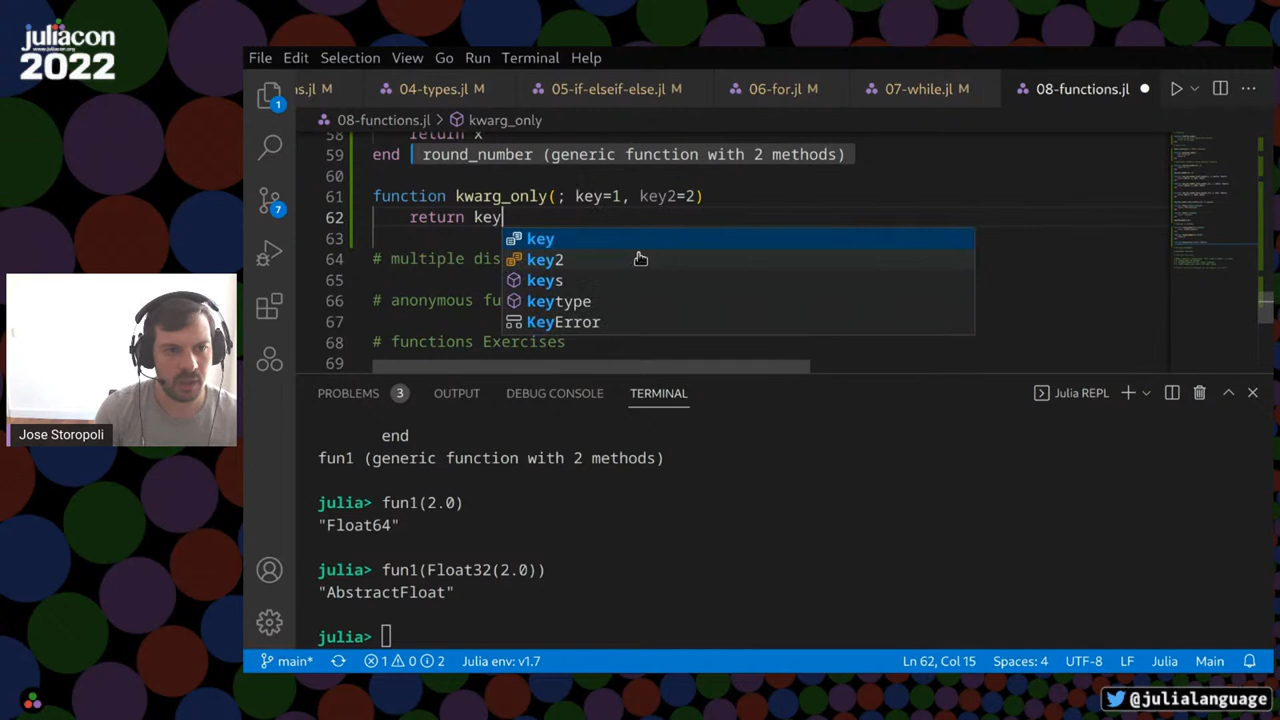 juliacon
www.juliacon.org
2022
File Edit Selection View Go Run Terminal Help
ns.jl M 04-types.jl M 05-if-elseif-else.jl M 06-for.jl M 07-while.jl M 08-functions.jl
08-functions.jl > kwarg_only
58 return x
59 end round_number (generic function with 2 methods)
60
61 function kwarg_only(; key=1, key2=2)
62 return key
63
64 # multiple dis
65
66 # anonymous fu
67
68 # functions Exercises
69
key
key2
keys
keytype
KeyError
1
7
Jose Storopoli
PROBLEMS 3 OUTPUT DEBUG CONSOLE TERMINAL Julia REPL
end
fun1 (generic function with 2 methods)
julia> fun1(2.0)
"Float64"
julia> fun1(Float32(2.0))
"AbstractFloat"
julia>
main* 1 0 2 Julia env: v1.7 Ln 62, Col 15 Spaces: 4 UTF-8 LF Julia Main
@julialanguage